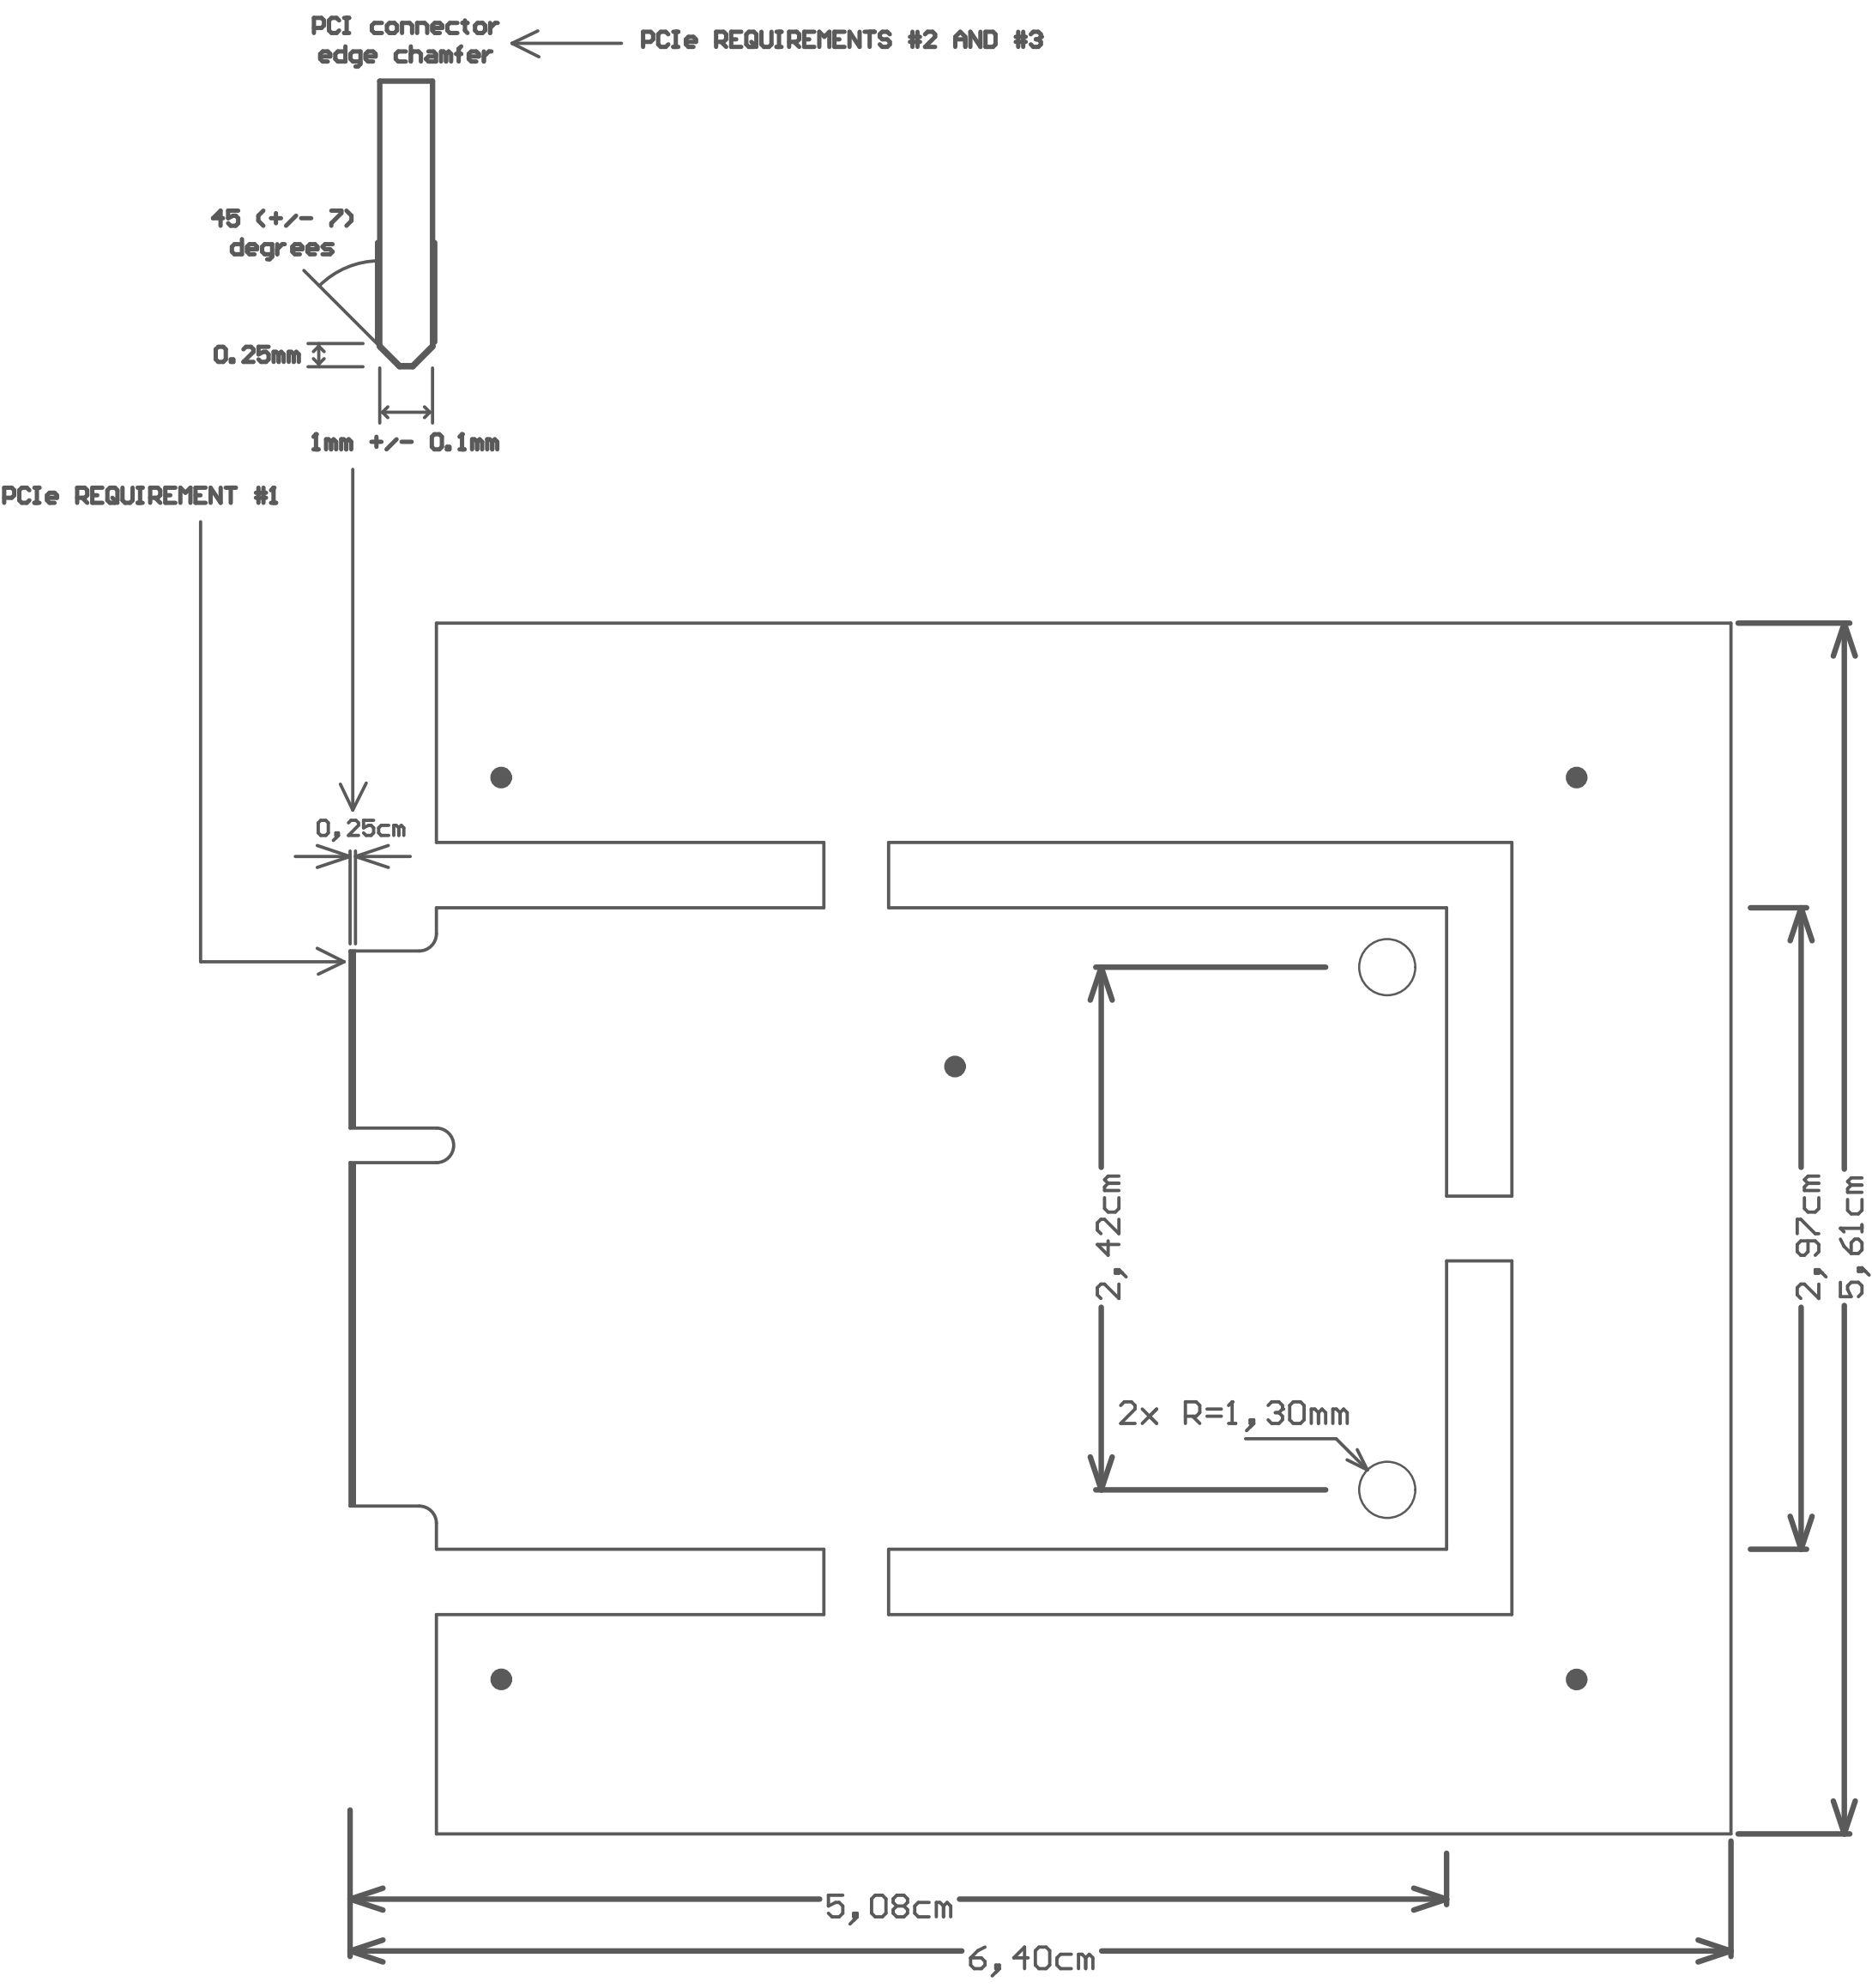 PCI connector
edge chamfer
PCIe REQUIREMENTS #2 AND #3
45 (+/- 7)
degrees
0.25mm
1mm +/- 0.1mm
PCIe REQUIREMENT #1
0,25cm
2,42cm
2,97cm
5,61cm
2x R=1,30mm
5,08cm
6,40cm